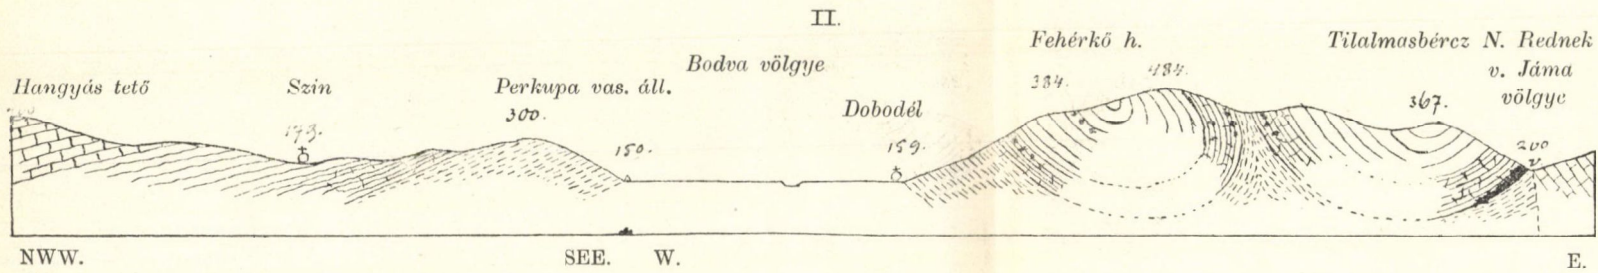 II.
Fehérkő h.
Tilalmasbércz N. Rednek
v. Jáma
völgye
Bodva völgye
Hangyás tető
Szin
Perkupa vas. áll.
Dobodél
173.
300.
150.
159.
384.
484.
367.
200
NWW.
SEE.
W.
E.